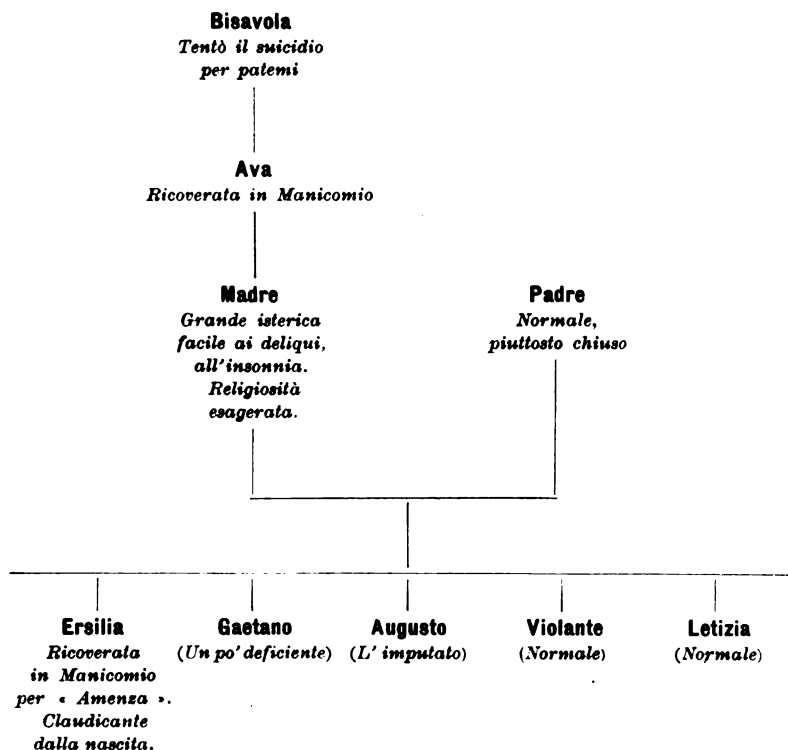 Bisavola
Tentò il suicidio
per patemi
Ava
Ricoverata in Manicomio
Madre
Grande isterica
facile ai deliqui,
all'insonnia.
Religiosità
esagerata.
Padre
Normale,
piuttosto chiuso
Ersilia
Ricoverata
in Manicomio
per « Amenza ».
Claudicante
dalla nascita.
Gaetano
(Un po' deficiente)
Augusto
(L' imputato)
Violante
(Normale)
Letizia
(Normale)